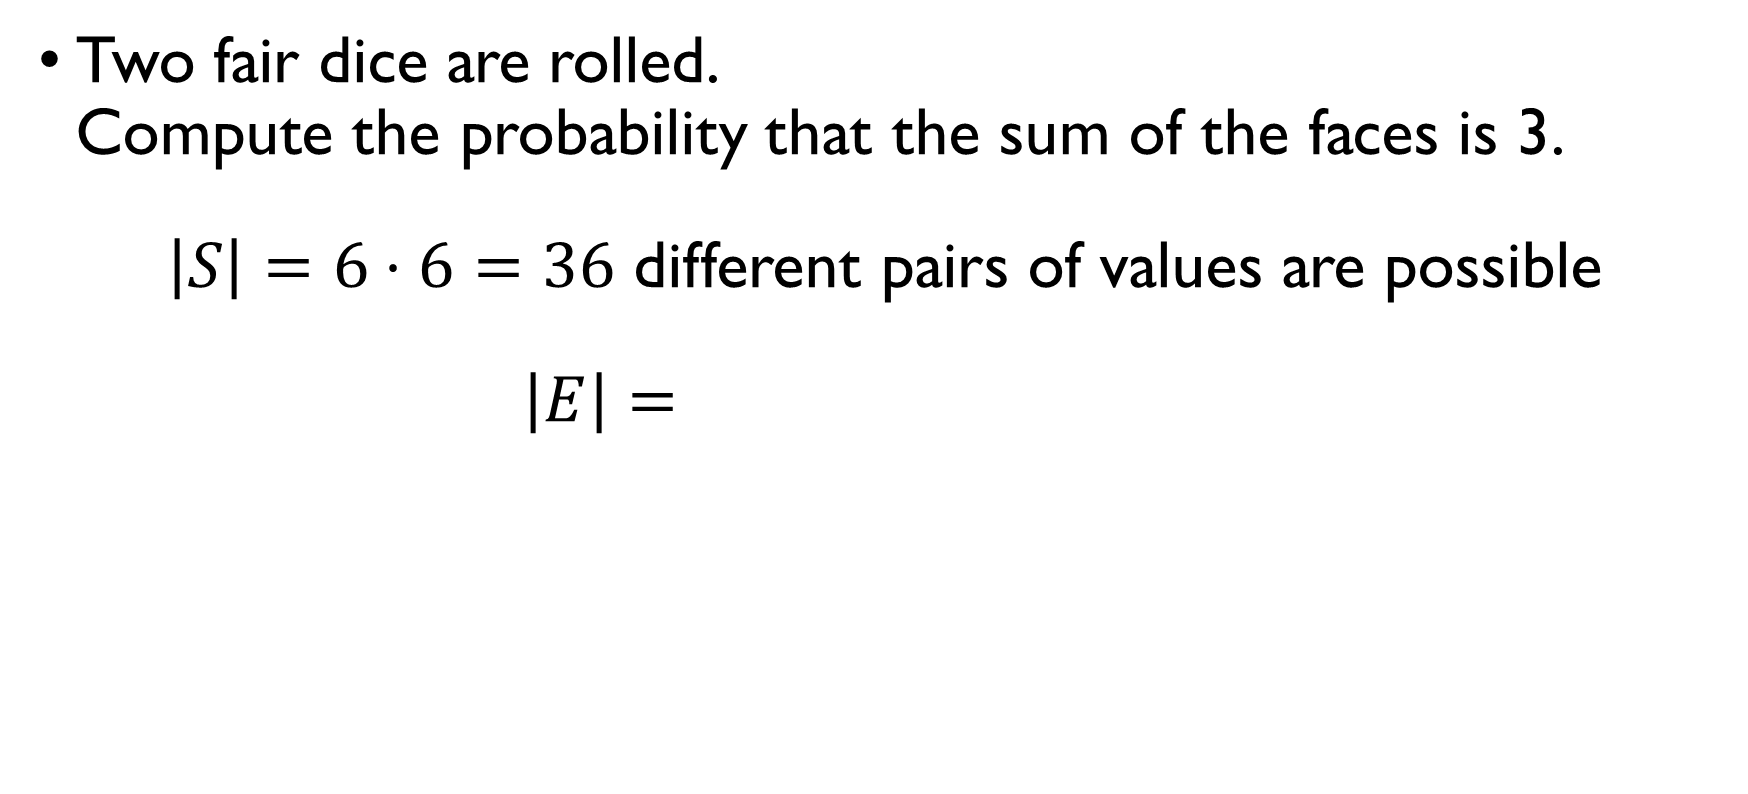 • Two fair dice are rolled.
Compute the probability that the sum of the faces is 3.
|S| = 6 · 6 = 36 different pairs of values are possible
|E| =